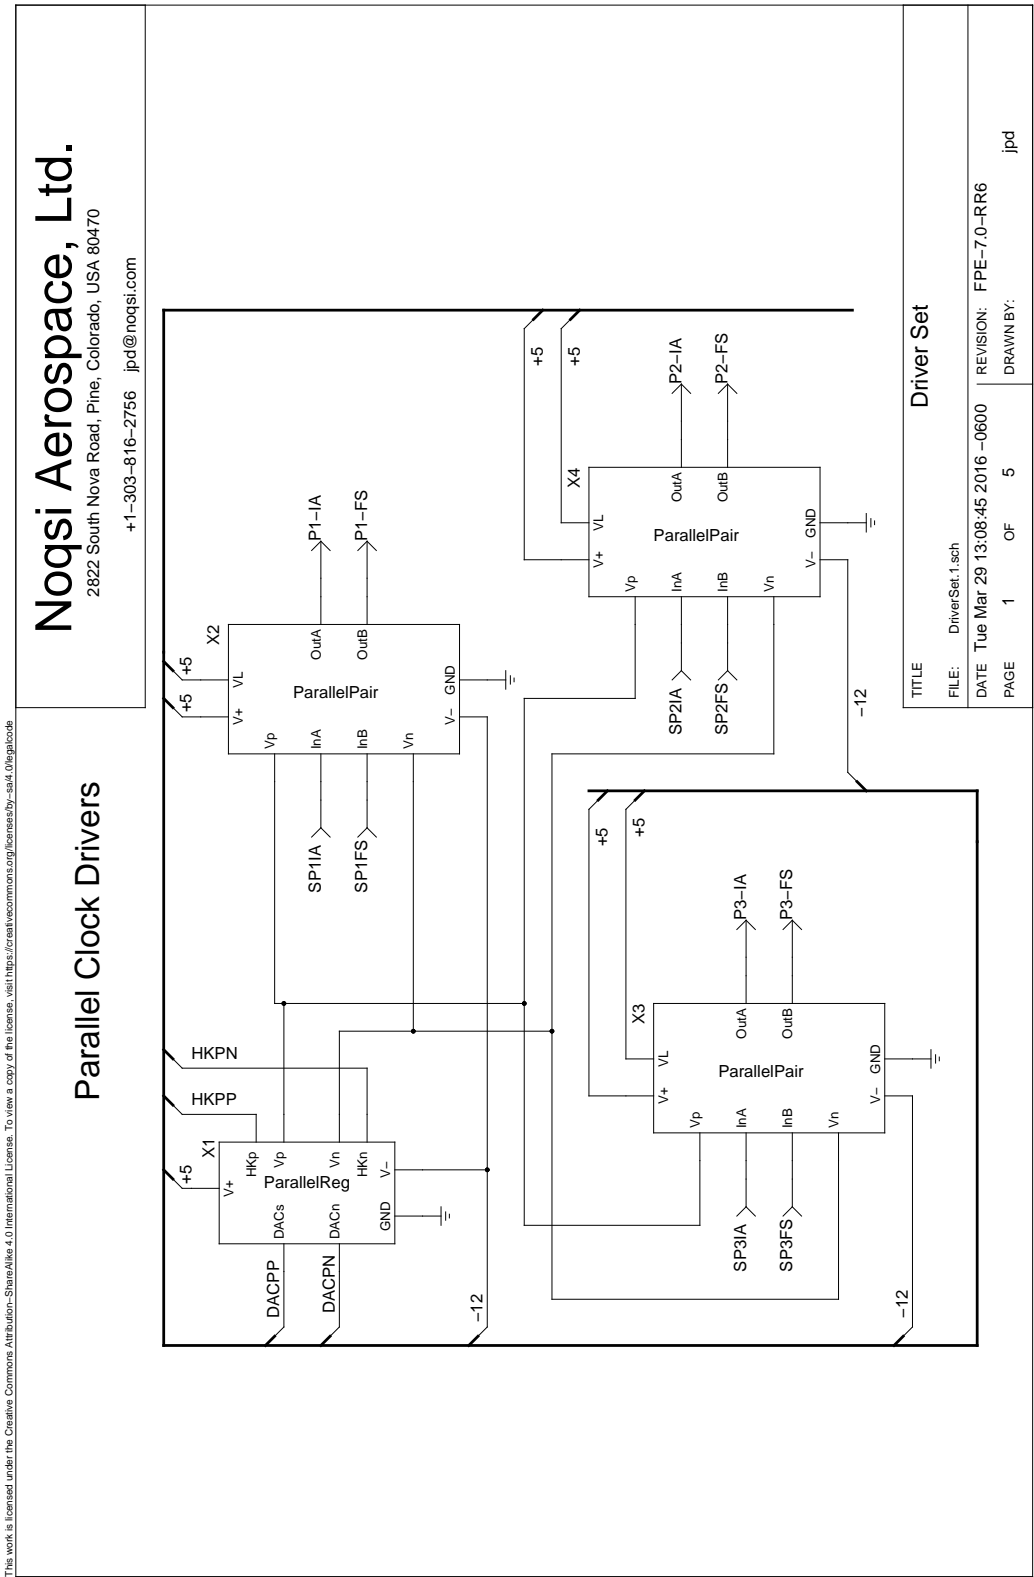 This work is licensed under the Creative Commons Attribution−ShareAlike 4.0 International License. To view a copy of the license, visit https://creativecommons.org/licenses/by−sa/4.0/legalcode
Noqsi Aerospace, Ltd.
2822 South Nova Road, Pine, Colorado, USA 80470
+1−303−816−2756 jpd@noqsi.com
Parallel Clock Drivers
X1
ParallelReg
V+
HKp
Vp
Vn
HKn
V−
GND
DACs
DACn
DACPP
DACPN
HKPP
HKPN
+5
−12
X2
ParallelPair
V+
VL
Vp
InA
InB
Vn
OutA
OutB
V−
GND
+5
+5
SP1IA
SP1FS
P1−IA
P1−FS
X4
ParallelPair
V+
VL
Vp
InA
InB
Vn
OutA
OutB
V−
GND
+5
+5
SP2IA
SP2FS
P2−IA
P2−FS
−12
X3
ParallelPair
V+
VL
Vp
InA
InB
Vn
OutA
OutB
V−
GND
+5
+5
SP3IA
SP3FS
P3−IA
P3−FS
−12
TITLE
Driver Set
FILE: DriverSet.1.sch
REVISION: FPE−7.0−RR6
DATE Tue Mar 29 13:08:45 2016 −0600
PAGE 1 OF 5
DRAWN BY: jpd